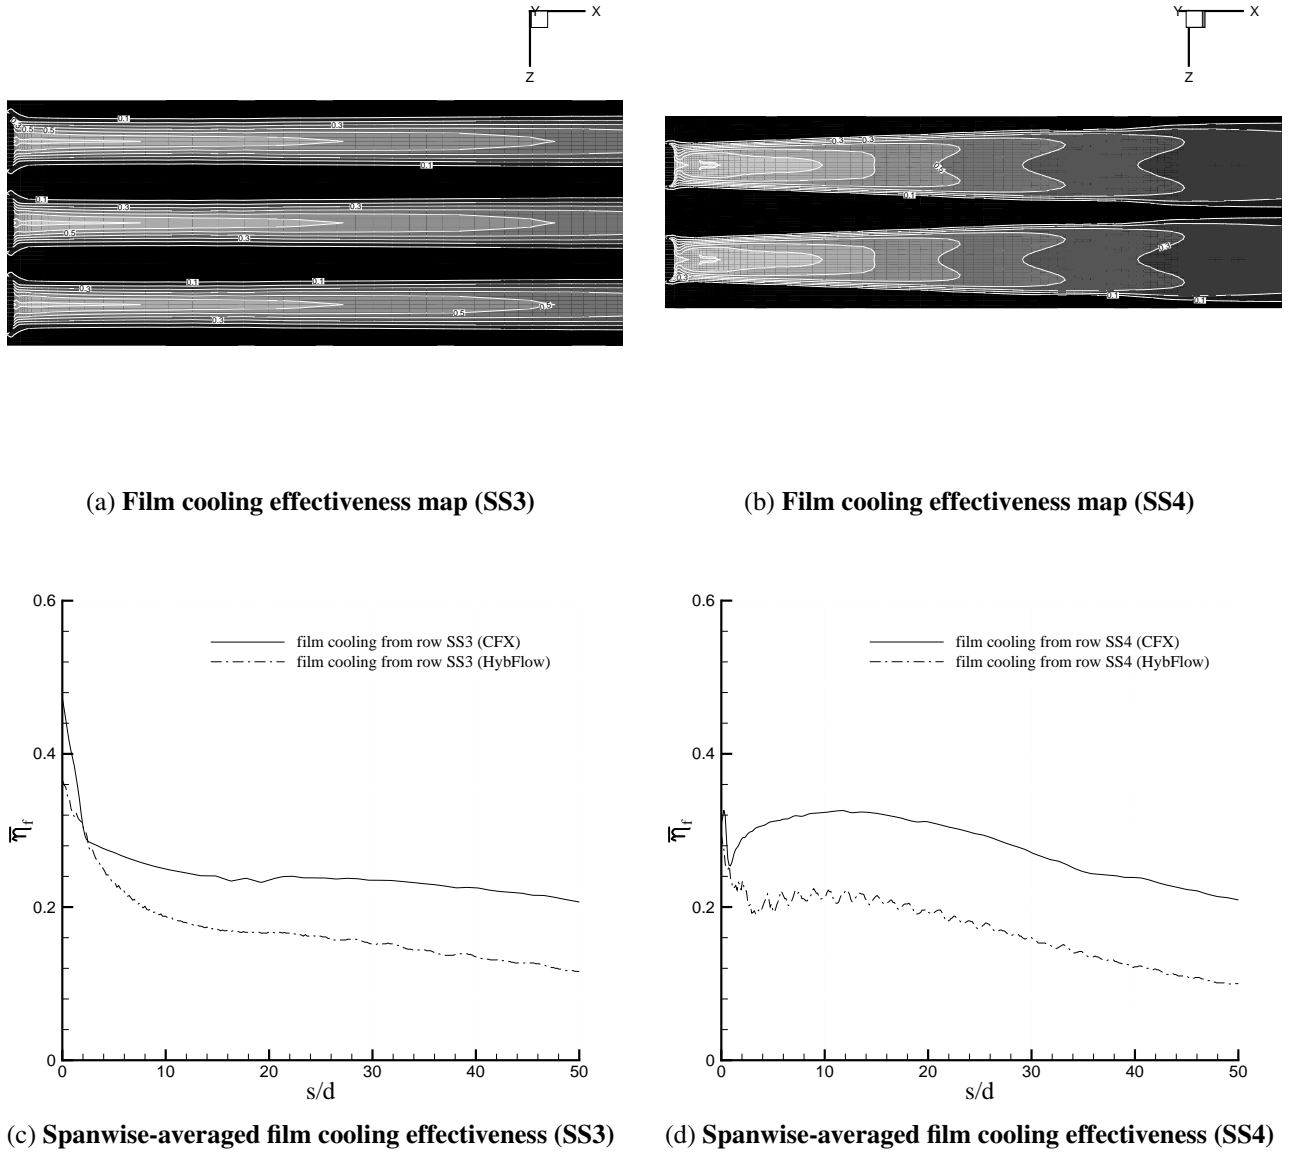 Y X
Z
Y X
Z
0.1
0.3
0.5
0.5
0.1
0.1
0.3
0.3
0.5
0.3
0.1
0.1
0.3
0.3
0.5
0.5
0.3
0.3
0.5
0.1
0.3
0.3
0.1
0.1
(a) Film cooling effectiveness map (SS3)
(b) Film cooling effectiveness map (SS4)
0.6
film cooling from row SS3 (CFX)
film cooling from row SS3 (HybFlow)
0.4
η̅f
0.2
0
0 10 20 30 40 50
s/d
0.6
film cooling from row SS4 (CFX)
film cooling from row SS4 (HybFlow)
0.4
η̅f
0.2
0
0 10 20 30 40 50
s/d
(c) Spanwise-averaged film cooling effectiveness (SS3)
(d) Spanwise-averaged film cooling effectiveness (SS4)